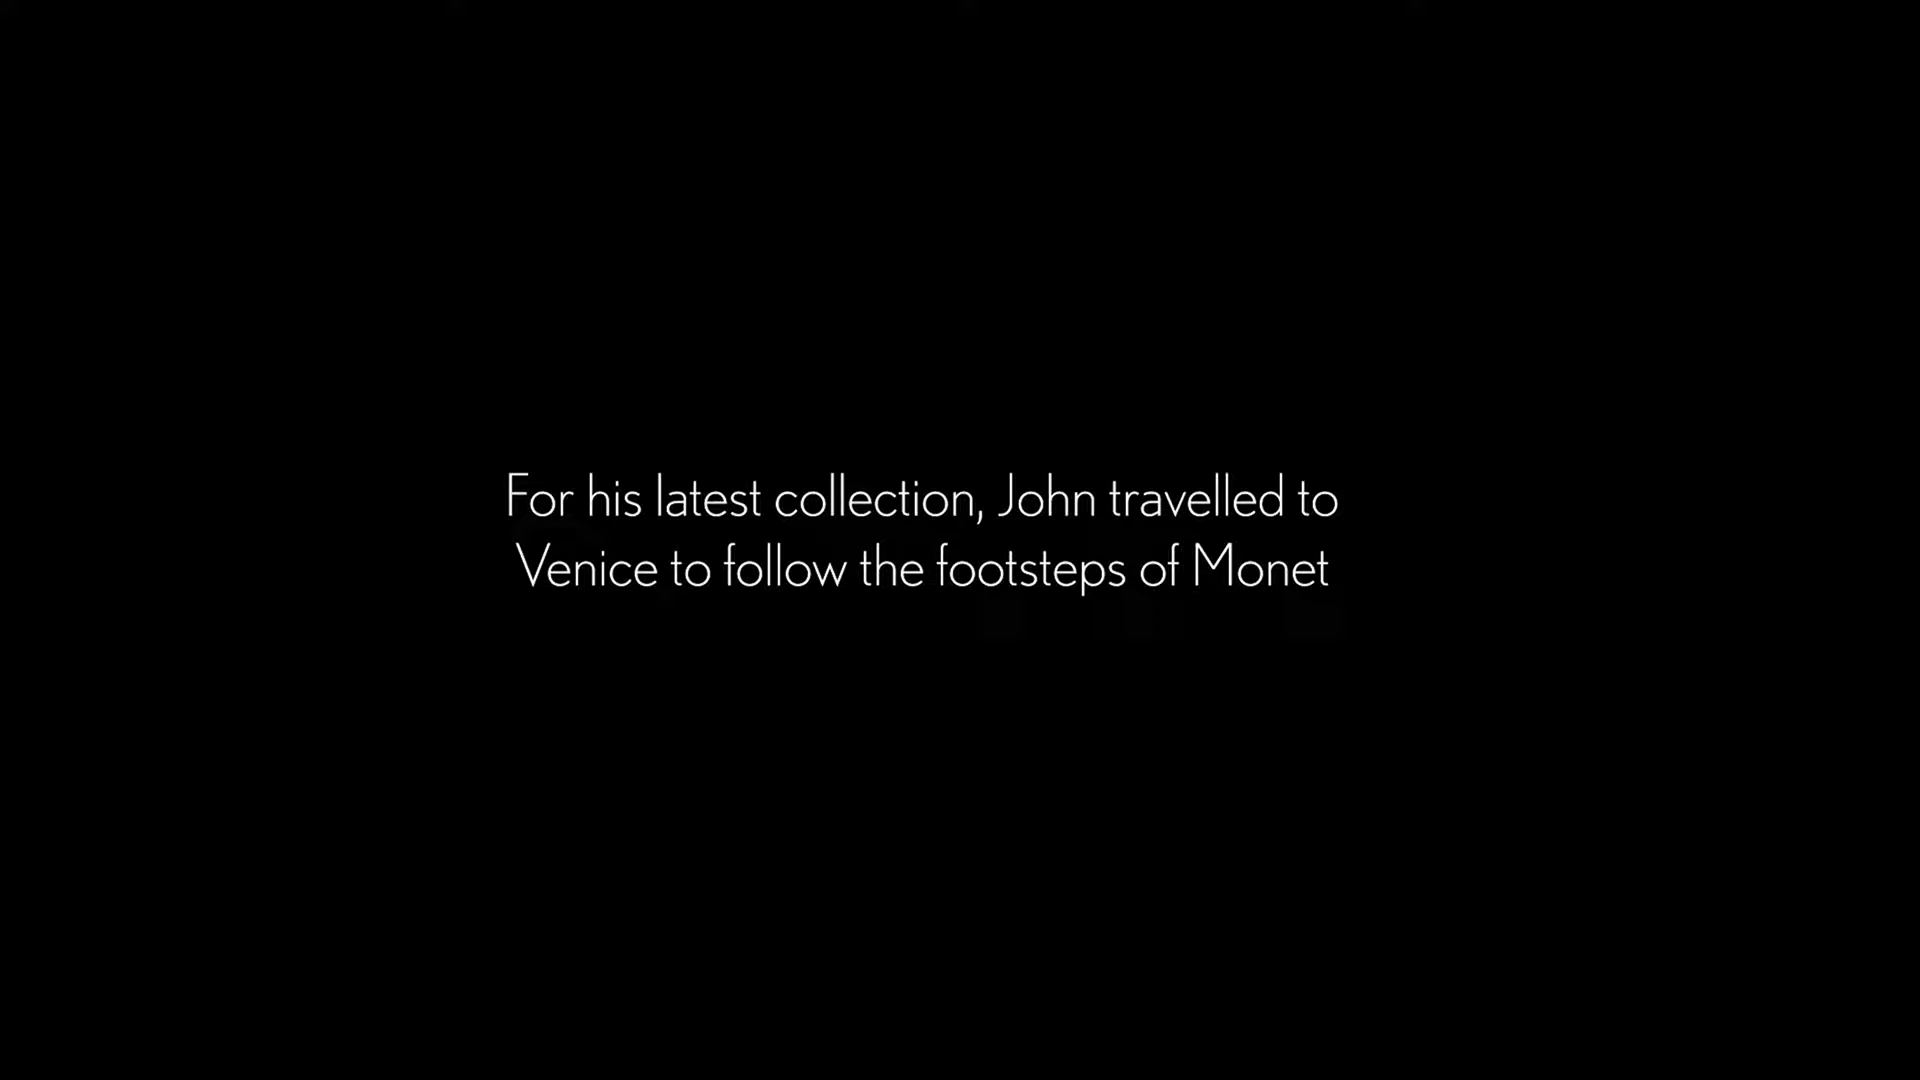 For his latest collection, John travelled to
Venice to follow the footsteps of Monet